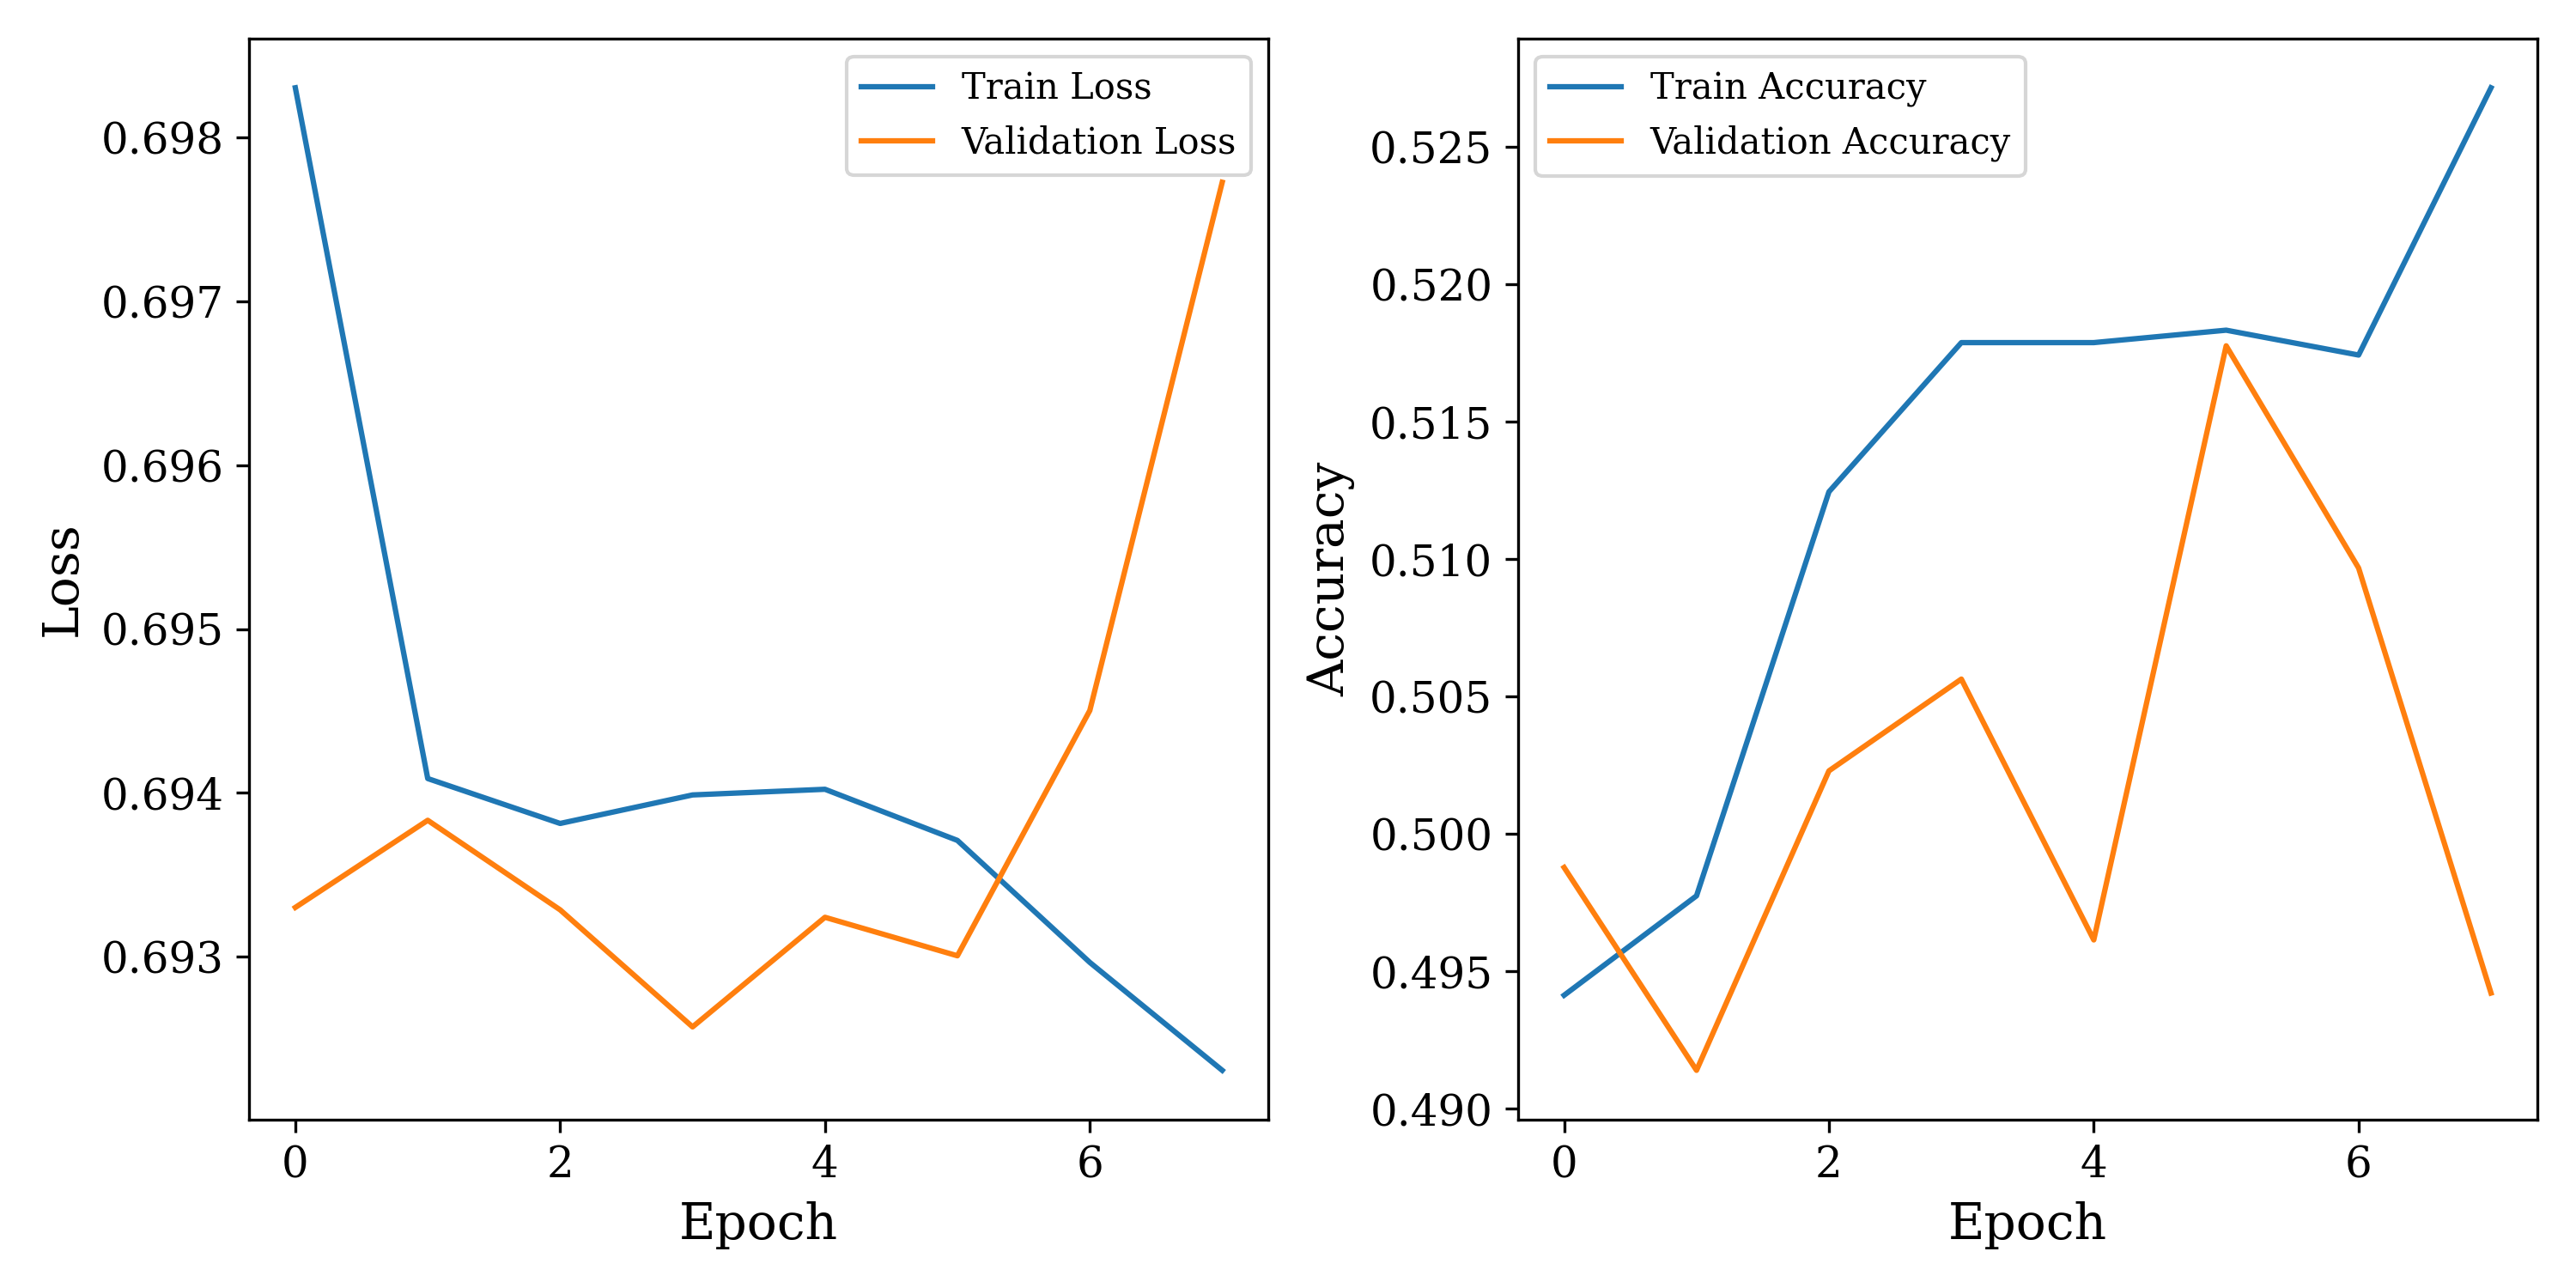 Loss
0.698
0.697
0.696
0.695
0.694
0.693
Train Loss
Validation Loss
0 2 4 6
Epoch
Accuracy
0.525
0.520
0.515
0.510
0.505
0.500
0.495
0.490
Train Accuracy
Validation Accuracy
0 2 4 6
Epoch